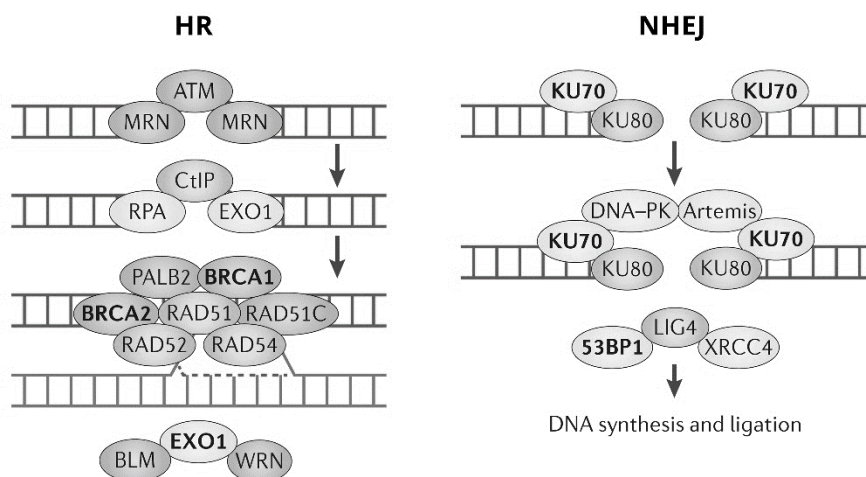 HR
ATM
MRN
MRN
CtIP
RPA
EXO1
PALB2
BRCA1
BRCA2
RAD51
RAD51C
RAD52
RAD54
EXO1
BLM
WRN
NHEJ
KU70
KU70
KU80
KU80
DNA–PK
Artemis
KU70
KU70
KU80
KU80
LIG4
53BP1
XRCC4
DNA synthesis and ligation